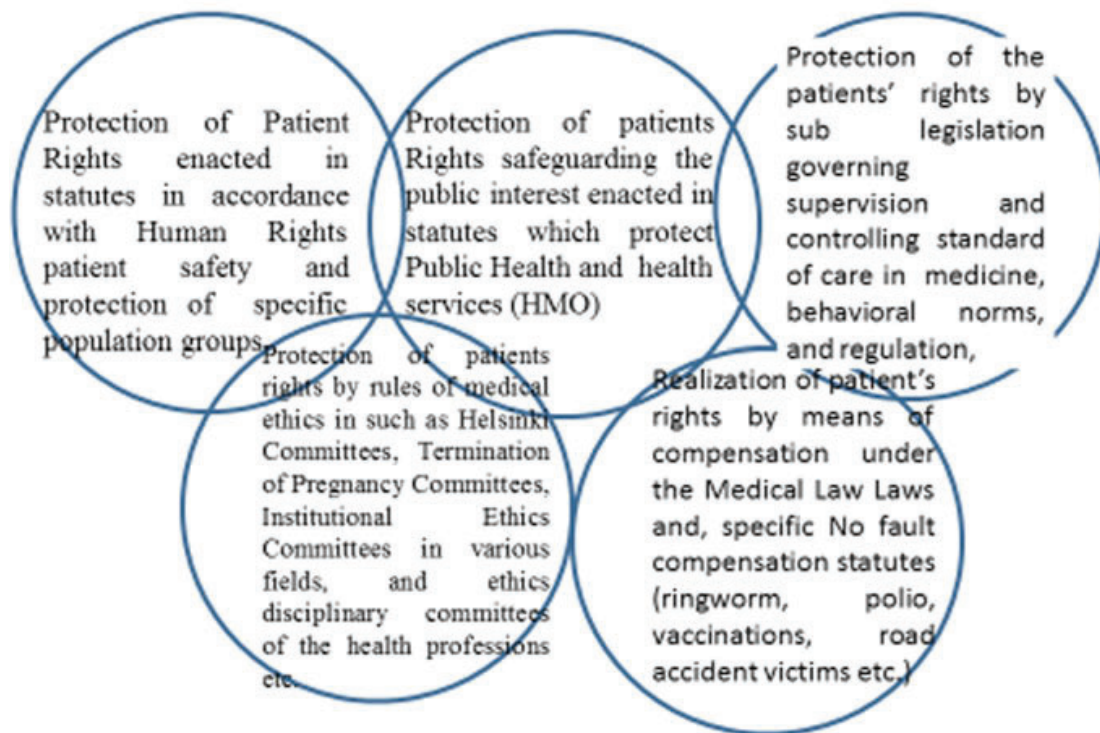 Protection of Patient
Rights enacted in
statutes in accordance
with Human Rights
patient safety and
protection of specific
population groups.
Protection of patients
Rights safeguarding the
public interest enacted in
statutes which protect
Public Health and health
services (HMO)
Protection of the
patients’ rights by
sub legislation
governing
supervision and
controlling standard
of care in medicine,
behavioral norms,
and regulation,
Protection of patients
rights by rules of medical
ethics in such as Helsinki
Committees, Termination
of Pregnancy Committees,
Institutional Ethics
Committees in various
fields, and ethics
disciplinary committees
of the health professions
etc.
Realization of patient’s
rights by means of
compensation under
the Medical Law Laws
and, specific No fault
compensation statutes
(ringworm, polio,
vaccinations, road
accident victims etc.)